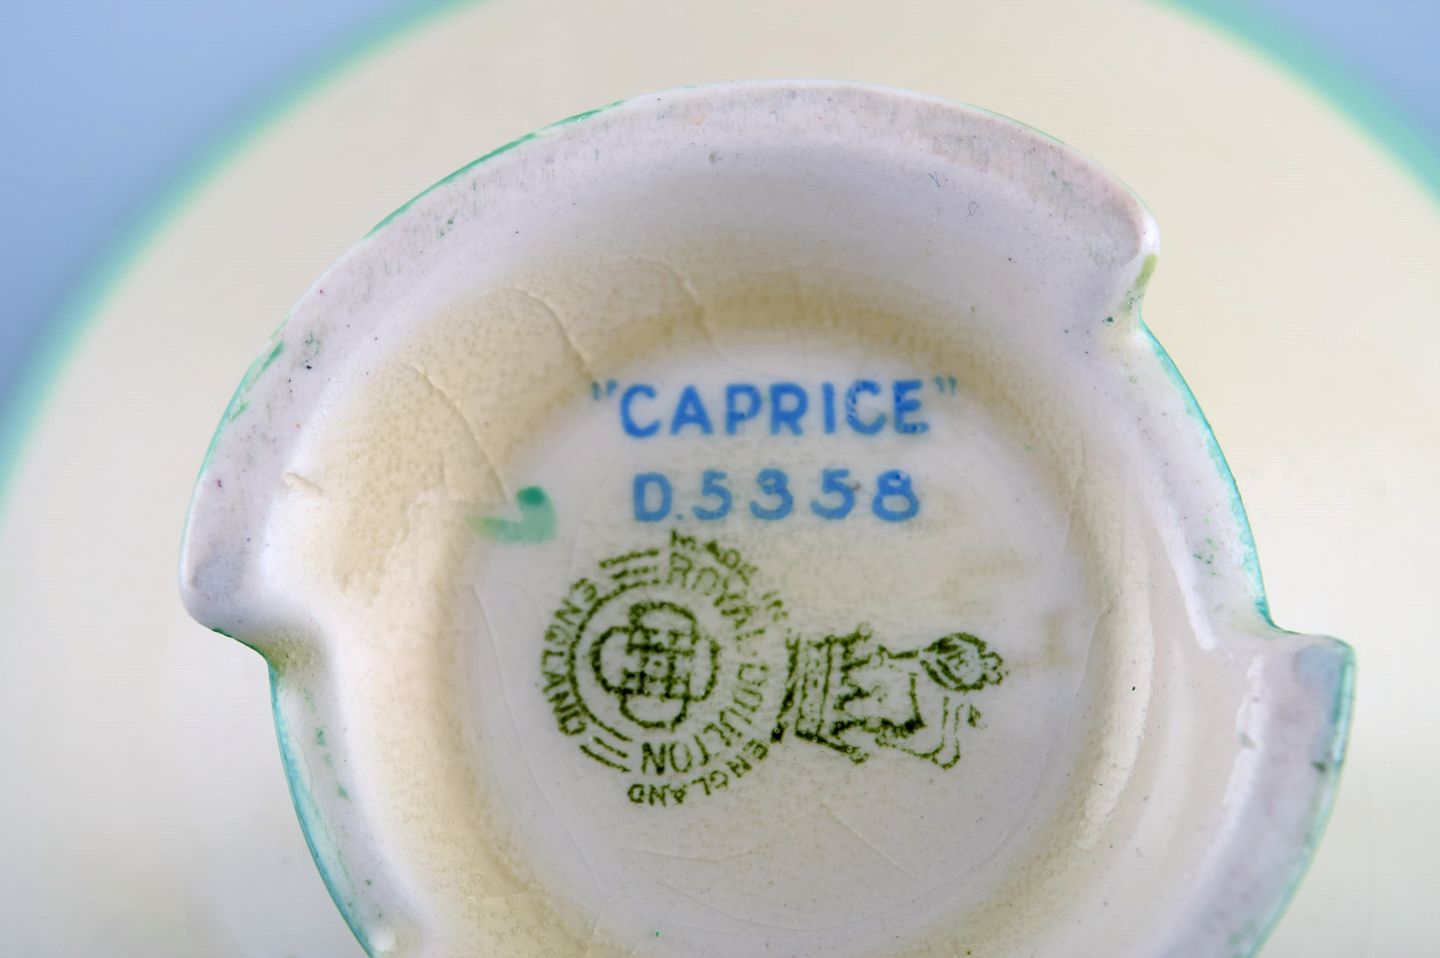 "CAPRICE"
D.5358
MADE IN
ENGLAND
ROYAL DOULTON
ENGLAND